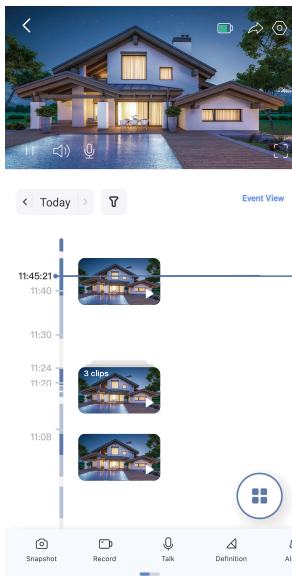 Today
Event View
11:45:21
11:40
11:30
11:24
3 clips
11:20
11:08
Snapshot
Record
Talk
Definition